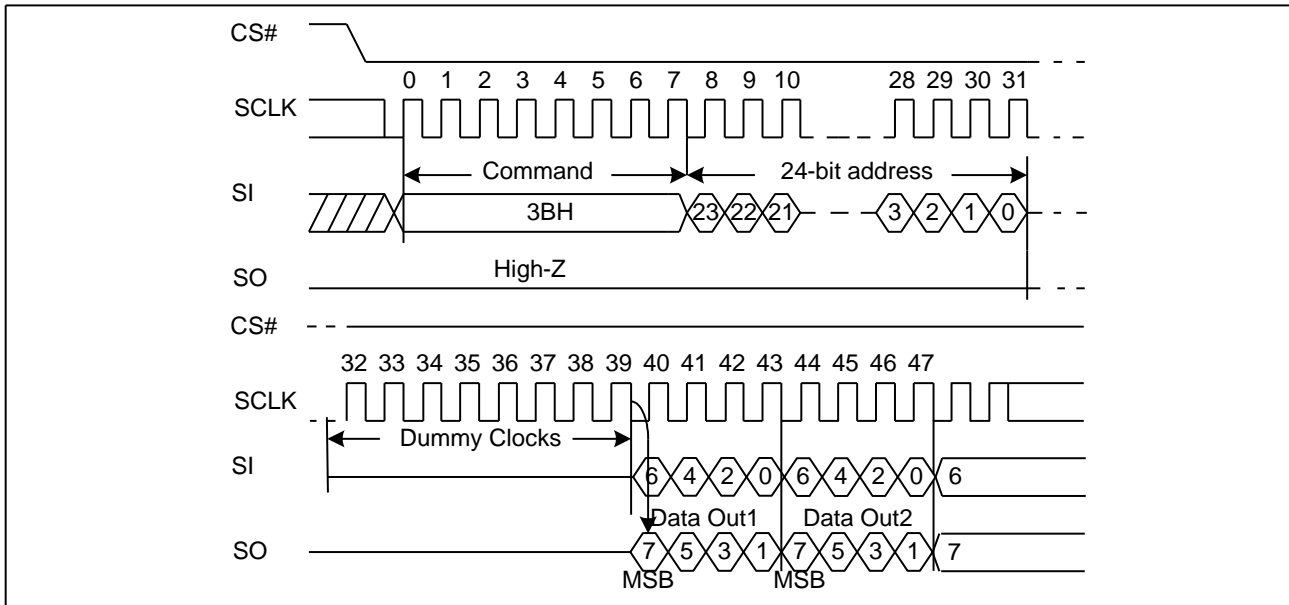 CS#
0 1 2 3 4 5 6 7 8 9 10 28 29 30 31
SCLK
Command 24-bit address
SI
3BH 23 22 21 3 2 1 0
High-Z
SO
CS#
32 33 34 35 36 37 38 39 40 41 42 43 44 45 46 47
SCLK
Dummy Clocks
SI
6 4 2 0 6 4 2 0 6
Data Out1 Data Out2
SO
7 5 3 1 7 5 3 1 7
MSB MSB